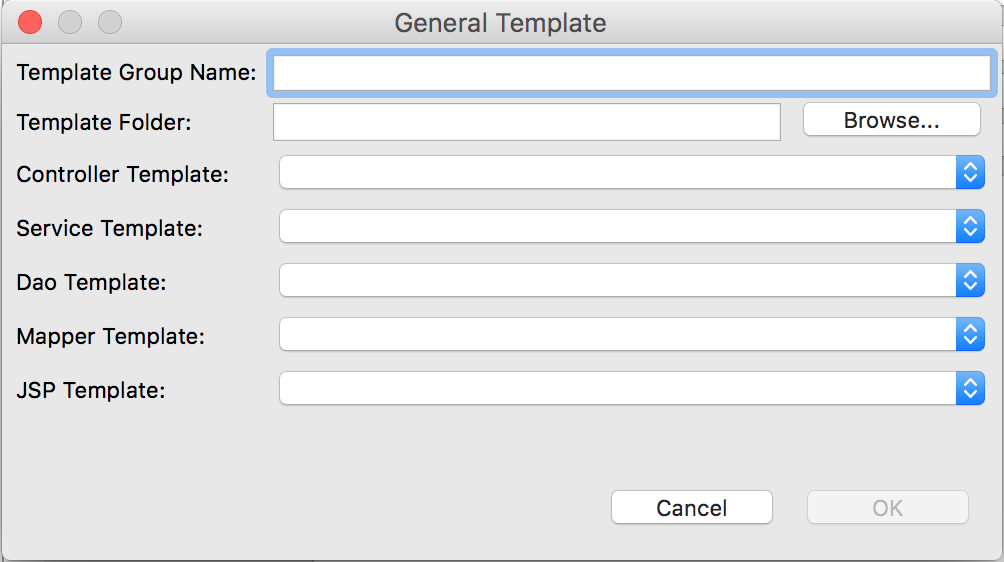 General Template
Template Group Name:
Template Folder:
Browse...
Controller Template:
Service Template:
Dao Template:
Mapper Template:
JSP Template:
Cancel
OK